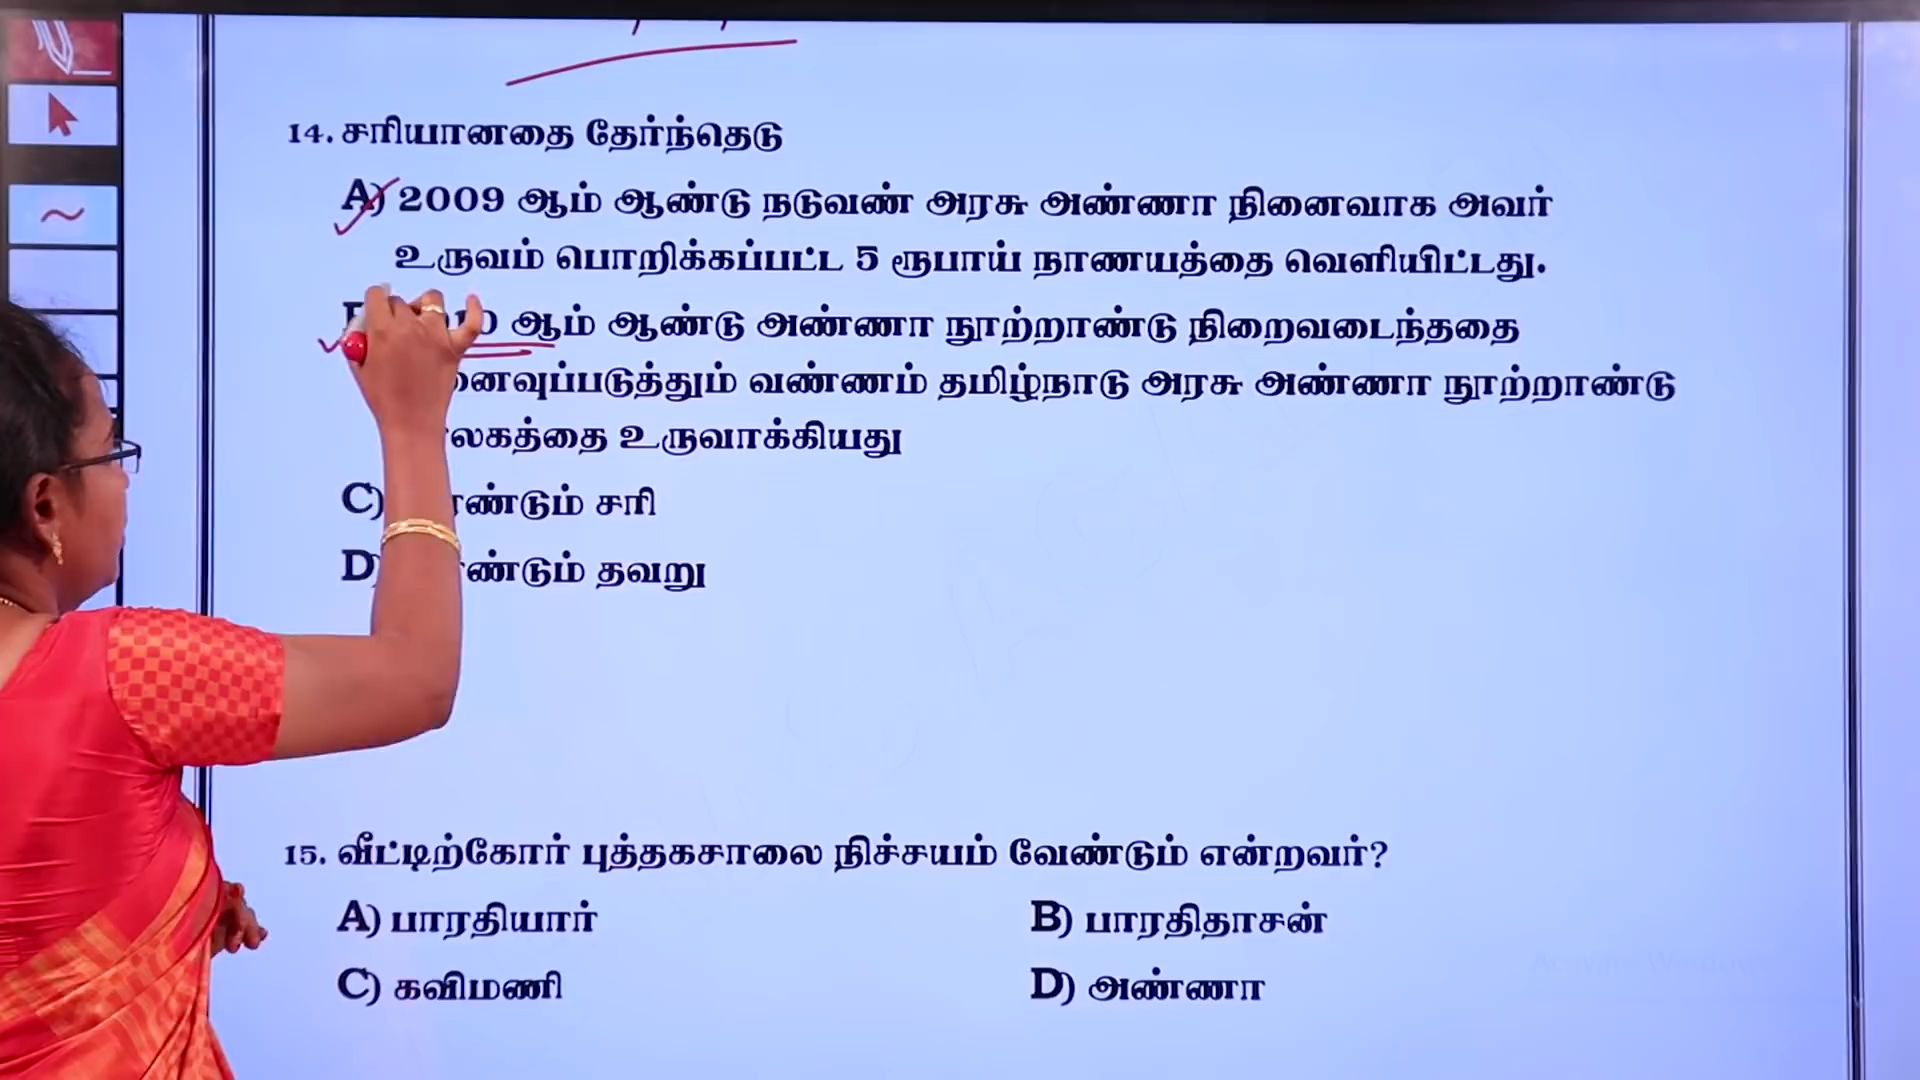 14. சரியானதை தேர்ந்தெடு
A) 2009 ஆம் ஆண்டு நடுவண் அரசு அண்ணா நினைவாக அவர்
உருவம் பொறிக்கப்பட்ட 5 ரூபாய் நாணயத்தை வெளியிட்டது.
ஆம் ஆண்டு அண்ணா நூற்றாண்டு நிறைவடைந்ததை
வண்ணம் தமிழ்நாடு அரசு அண்ணா நூற்றாண்டு
உருவாக்கியது
C) சரி
D) தவறு
15. வீட்டிற்கோர் புத்தகசாலை நிச்சயம் வேண்டும் என்றவர்?
A) பாரதியார் B) பாரதிதாசன்
C) கவிமணி D) அண்ணா